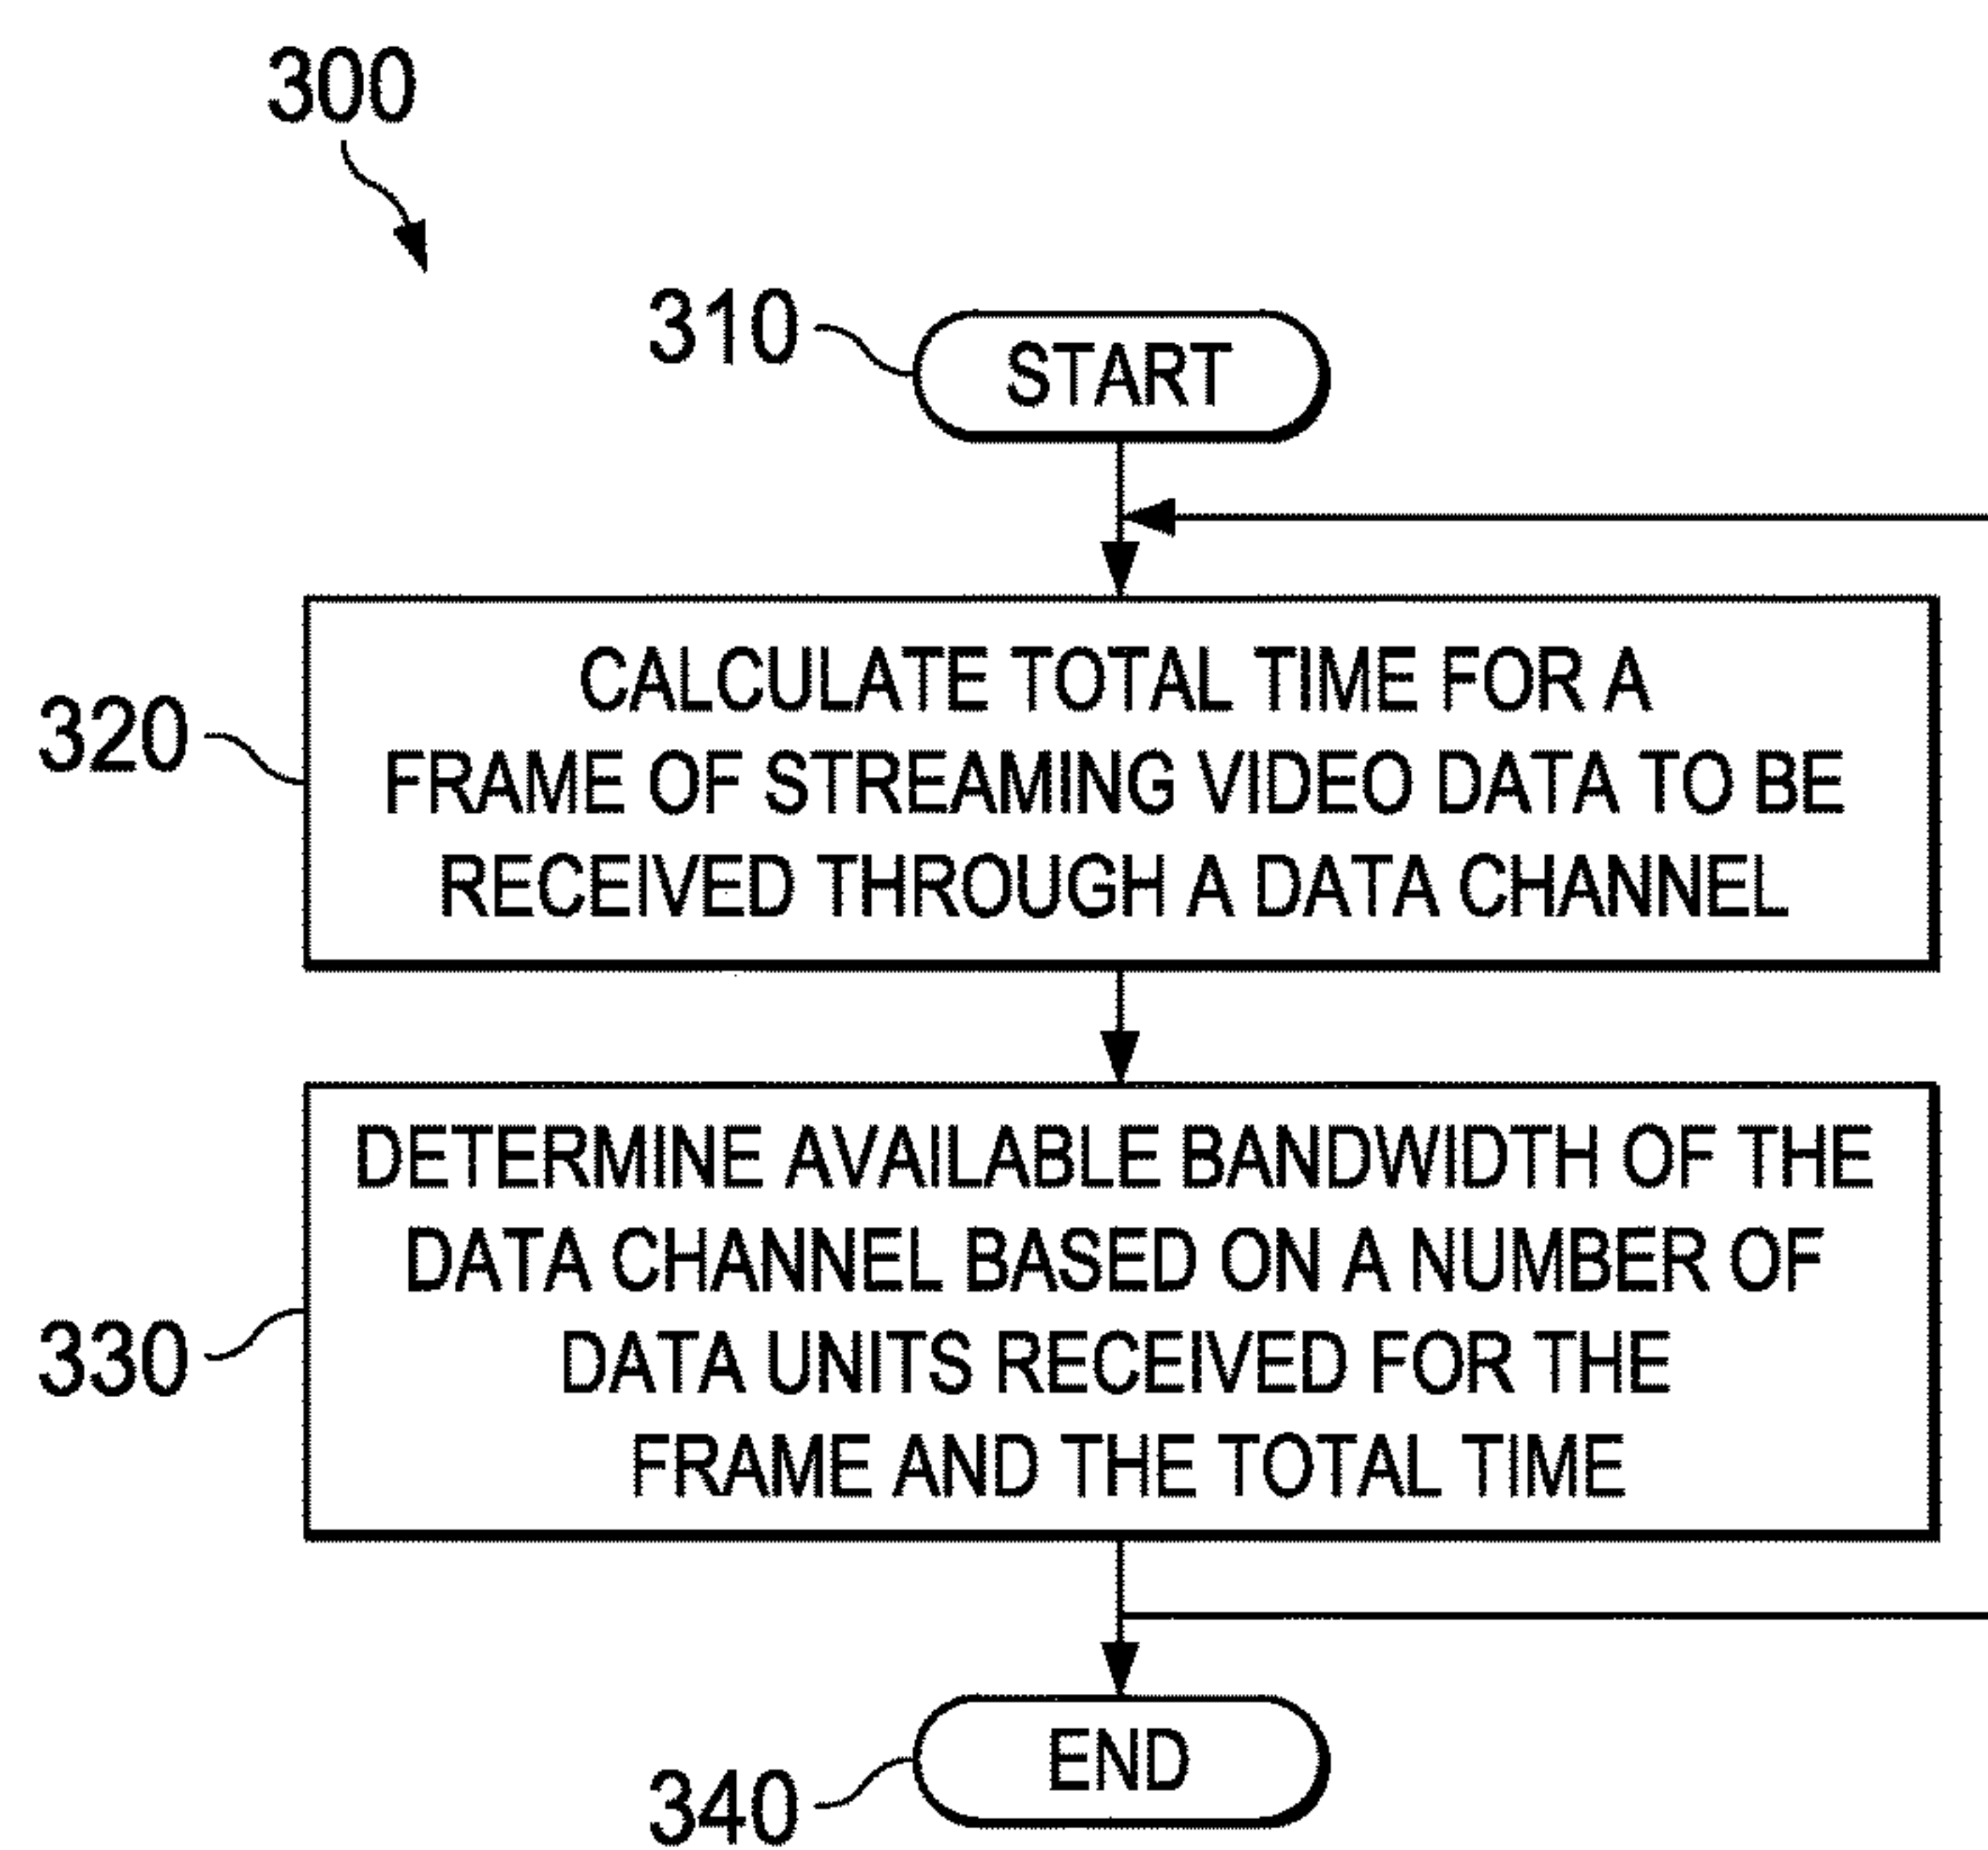 300
310
START
320
CALCULATE TOTAL TIME FOR A
FRAME OF STREAMING VIDEO DATA TO BE
RECEIVED THROUGH A DATA CHANNEL
330
DETERMINE AVAILABLE BANDWIDTH OF THE
DATA CHANNEL BASED ON A NUMBER OF
DATA UNITS RECEIVED FOR THE
FRAME AND THE TOTAL TIME
340
END